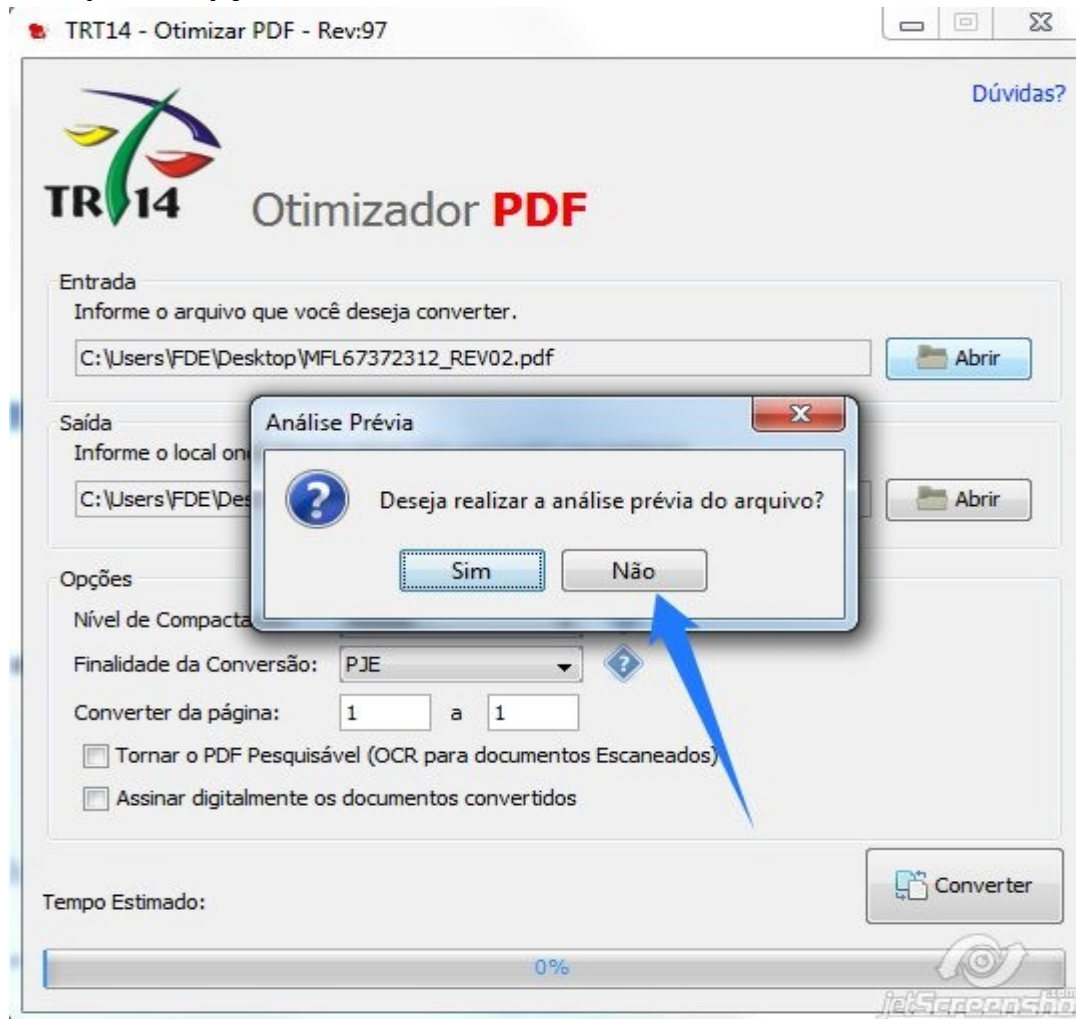 TRT14 - Otimizar PDF - Rev:97
Dúvidas?
TRT14
Otimizador PDF
Entrada
Informe o arquivo que você deseja converter.
C:\Users\FDE\Desktop\MFL67372312_REV02.pdf
Abrir
Saída
Informe o local
C:\Users\FDE\Des
Abrir
Análise Prévia
Deseja realizar a análise prévia do arquivo?
Sim
Não
Opções
Nível de Compacta
Finalidade da Conversão: PJE
Converter da página: 1 a 1
Tornar o PDF Pesquisável (OCR para documentos Escaneados)
Assinar digitalmente os documentos convertidos
Converter
Tempo Estimado:
0%